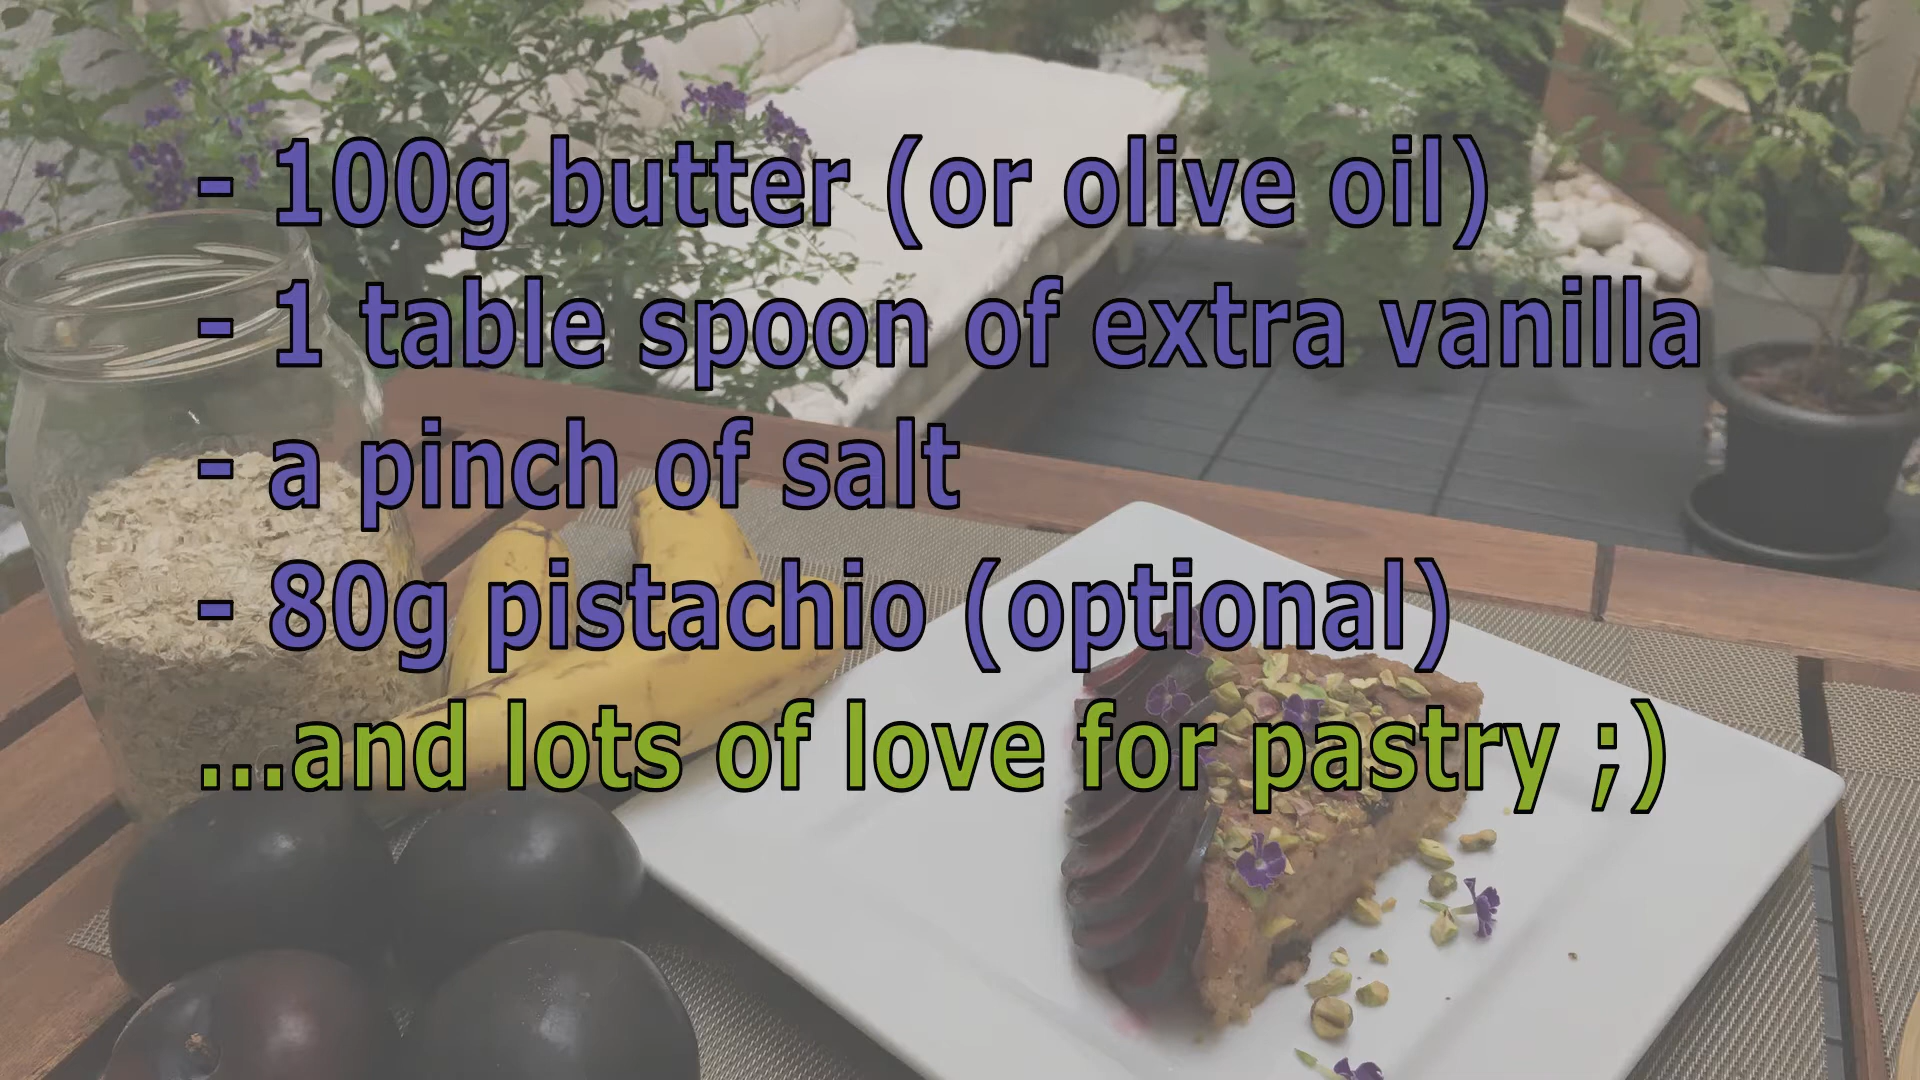 - 100g butter (or olive oil)
- 1 table spoon of extra vanilla
- a pinch of salt
- 80g pistachio (optional)
...and lots of love for pastry ;)